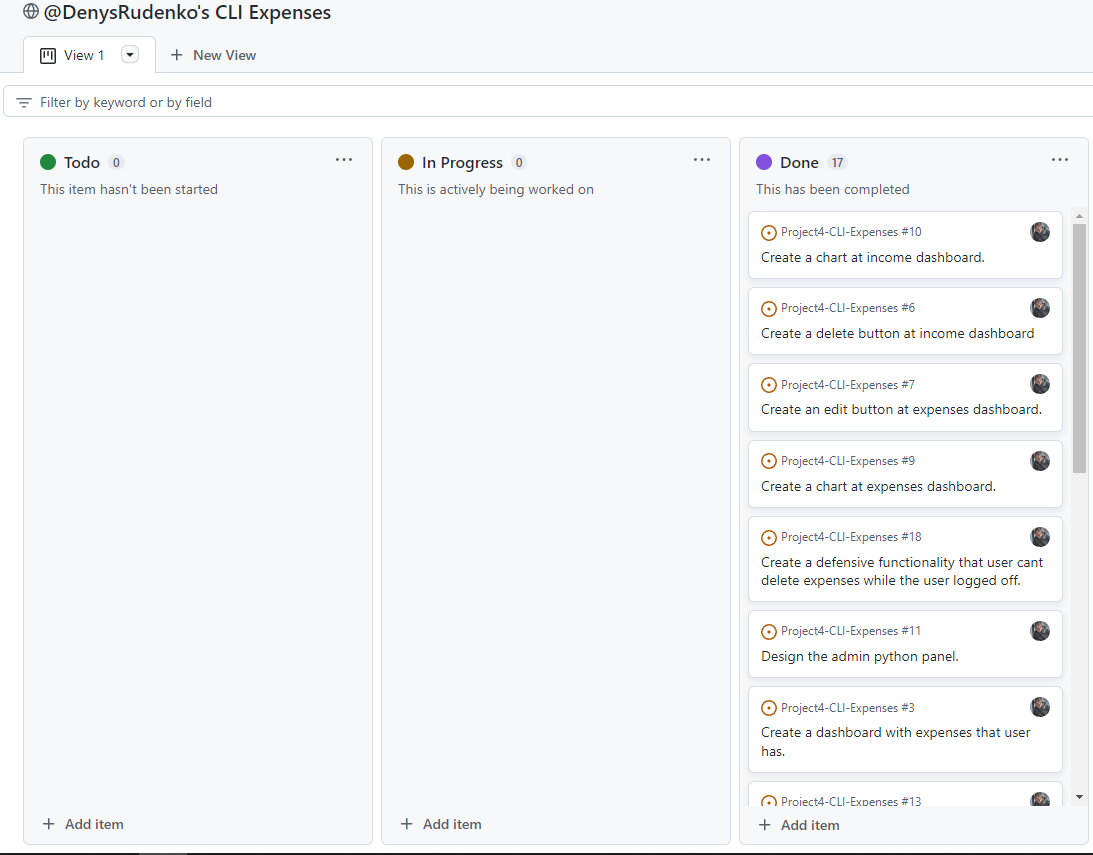 @DenysRudenko's CLI Expenses
View 1
New View
Filter by keyword or by field
Todo 0
This item hasn't been started
Add item
In Progress 0
This is actively being worked on
Add item
Done 17
This has been completed
Project4-CLI-Expenses #10
Create a chart at income dashboard.
Project4-CLI-Expenses #6
Create a delete button at income dashboard
Project4-CLI-Expenses #7
Create an edit button at expenses dashboard.
Project4-CLI-Expenses #9
Create a chart at expenses dashboard.
Project4-CLI-Expenses #18
Create a defensive functionality that user cant
delete expenses while the user logged off.
Project4-CLI-Expenses #11
Design the admin python panel.
Project4-CLI-Expenses #3
Create a dashboard with expenses that user
has.
Project4-CLI-Expenses #13
Add item